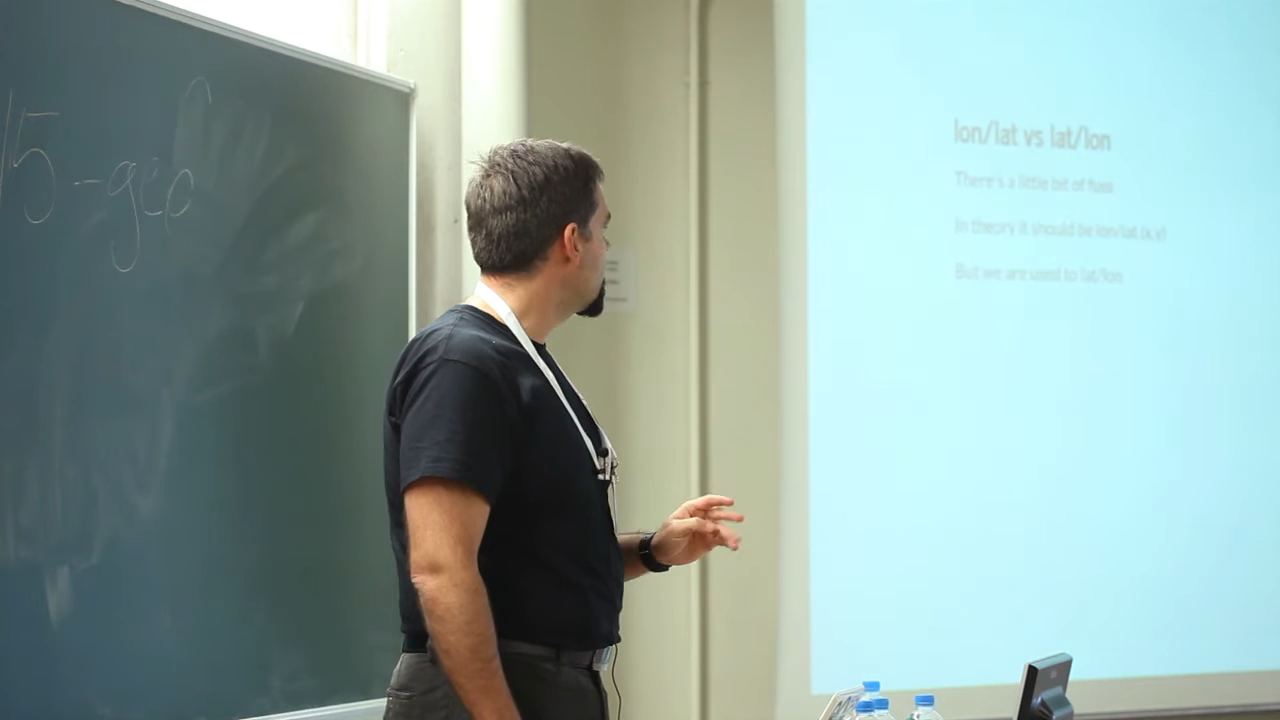 15-geo
lon/lat vs lat/lon
There's a little bit of fuss
In theory it should be lon/lat (x,y)
But we are used to lat/lon